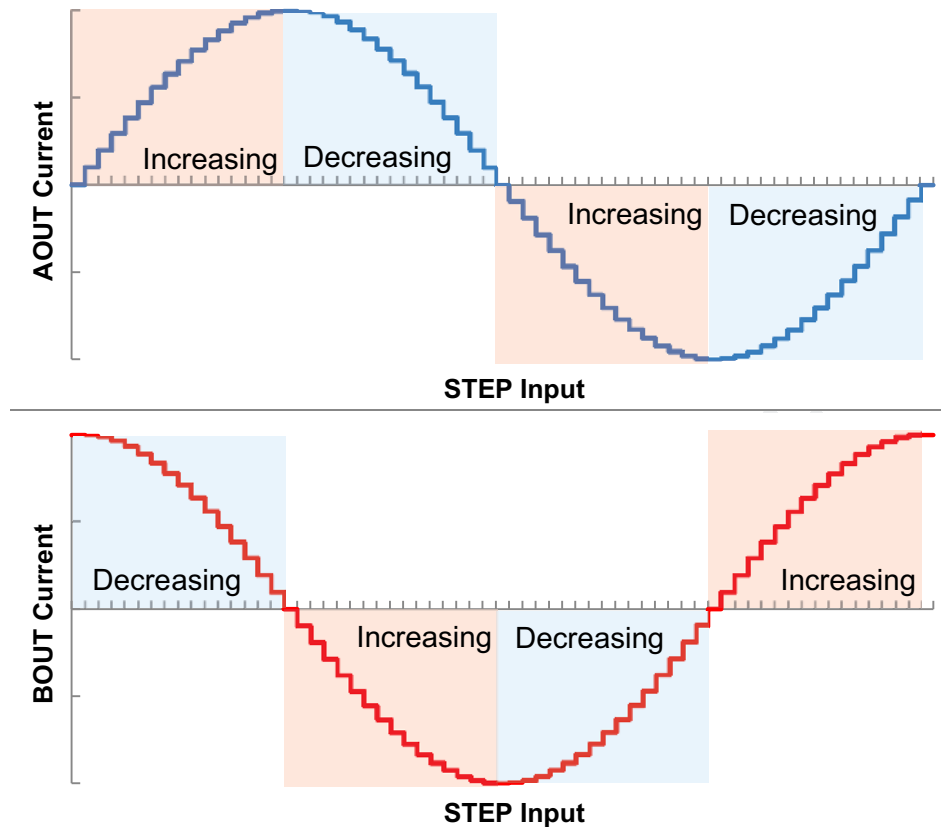 AOUT Current
Increasing
Decreasing
Increasing
Decreasing
STEP Input
BOUT Current
Decreasing
Increasing
Decreasing
Increasing
STEP Input